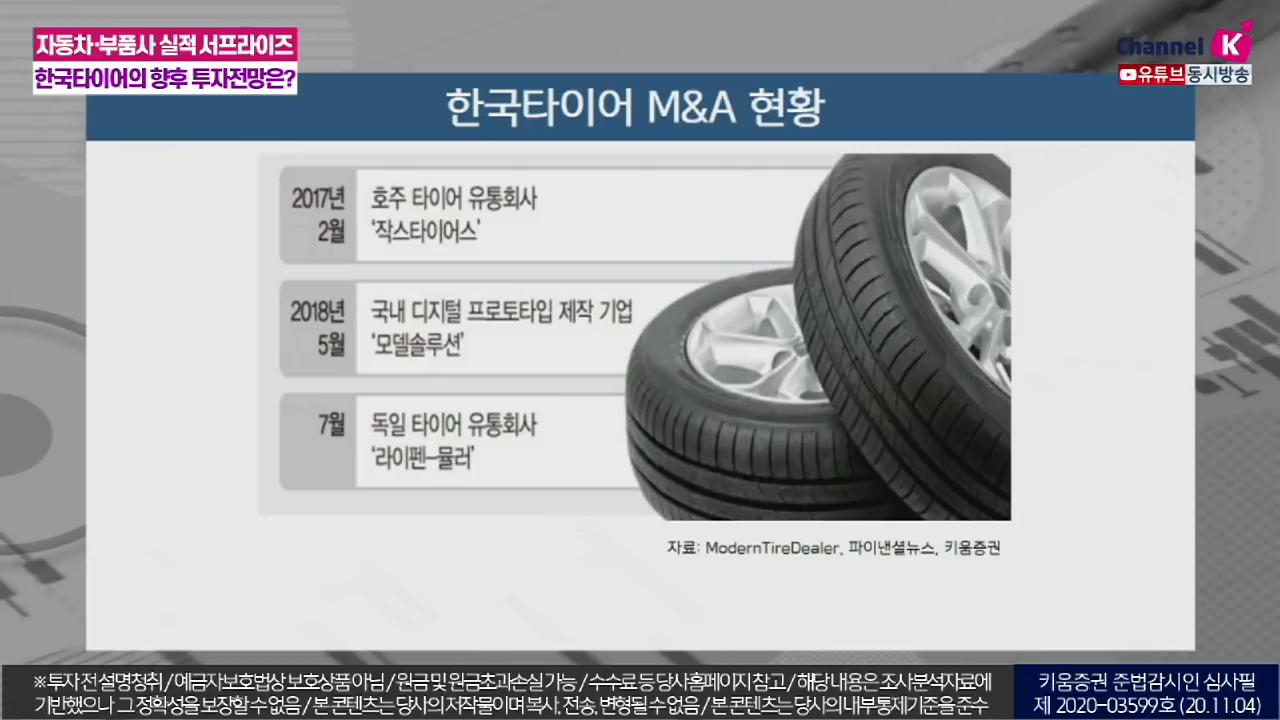 자동차·부품사 실적 서프라이즈
한국타이어의 향후 투자전망은?
Channel K
유튜브동시방송
한국타이어 M&A 현황
2017년
2월
호주 타이어 유통회사
‘작스타이어스’
2018년
5월
국내 디지털 프로토타입 제작 기업
‘모델솔루션’
7월
독일 타이어 유통회사
‘라이펜-뮬러’
자료: ModernTireDealer, 파이낸셜뉴스, 키움증권
※ 투자 전 설명청취 / 예금자보호법상 보호상품 아님 / 원금 및 원금초과손실 가능 / 수수료 등 당사홈페이지 참고 / 해당 내용은 조사분석자료에
기반했으나 그 정확성을 보장할 수 없음 / 본 콘텐츠는 당사의 저작물이며 복사, 전송, 변형될 수 없음 / 본 콘텐츠는 당사의 내부통제기준을 준수
키움증권 준법감시인 심사필
제 2020-03599호 (20.11.04)